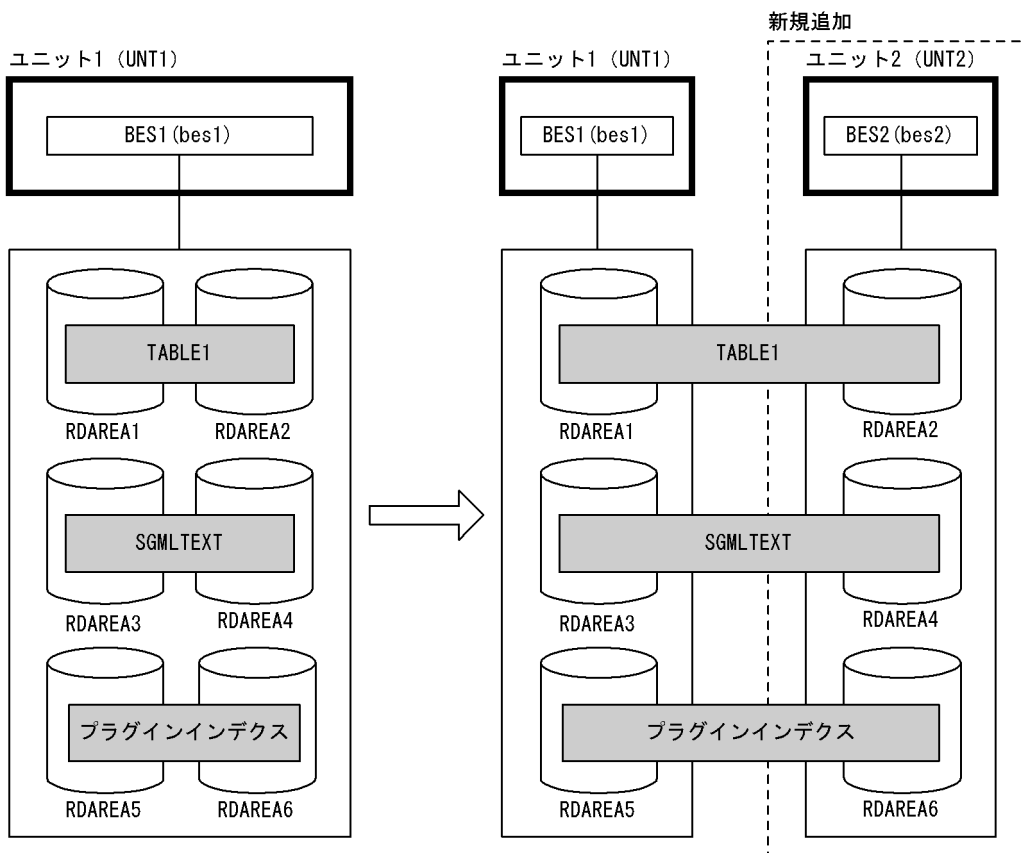 新規追加
ユニット1 (UNT1)
BES1(bes1)
TABLE1
RDAREA1
RDAREA2
SGMLTEXT
RDAREA3
RDAREA4
プラグインインデクス
RDAREA5
RDAREA6
ユニット1 (UNT1)
ユニット2 (UNT2)
BES1(bes1)
BES2(bes2)
TABLE1
RDAREA1
RDAREA2
SGMLTEXT
RDAREA3
RDAREA4
プラグインインデクス
RDAREA5
RDAREA6